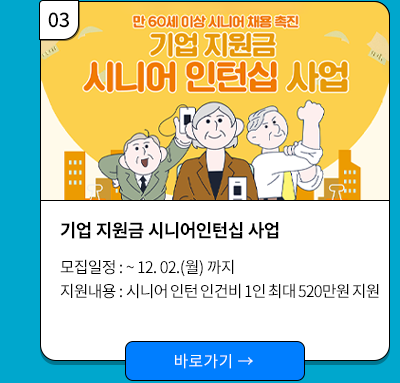 03
만 60세 이상 시니어 채용 촉진
기업 지원금
시니어 인턴십 사업
기업 지원금 시니어인턴십 사업
모집일정 : ~ 12. 02.(월) 까지
지원내용 : 시니어 인턴 인건비 1인 최대 520만원 지원
바로가기 →